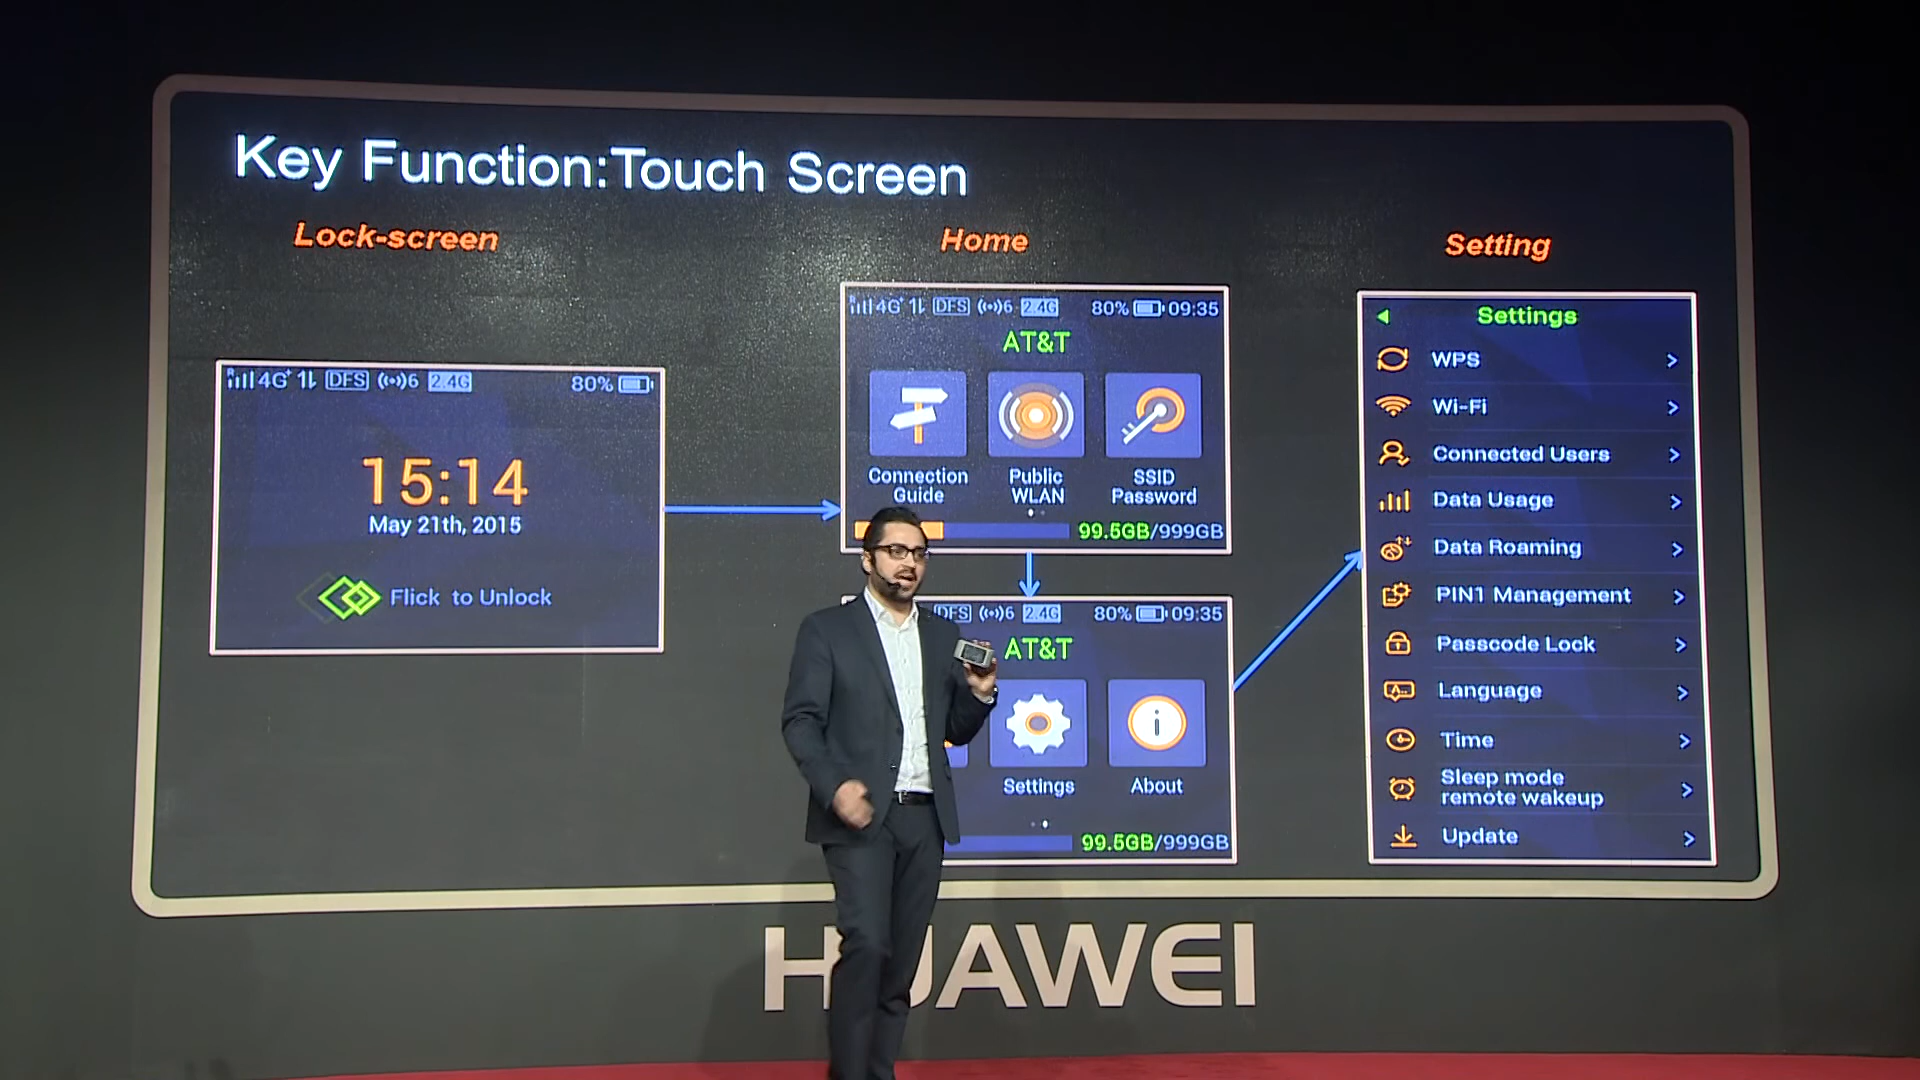 Key Function:Touch Screen
Lock-screen
Home
Setting
R 4G+ DFS 6 2.4G 80%
15:14
May 21th, 2015
Flick to Unlock
R 4G+ DFS 6 2.4G 80% 09:35
AT&T
Connection Guide
Public WLAN
SSID Password
99.5GB/999GB
DFS 6 2.4G 80% 09:35
AT&T
Settings
About
99.5GB/999GB
Settings
WPS
Wi-Fi
Connected Users
Data Usage
Data Roaming
PIN1 Management
Passcode Lock
Language
Time
Sleep mode
remote wakeup
Update
HUAWEI